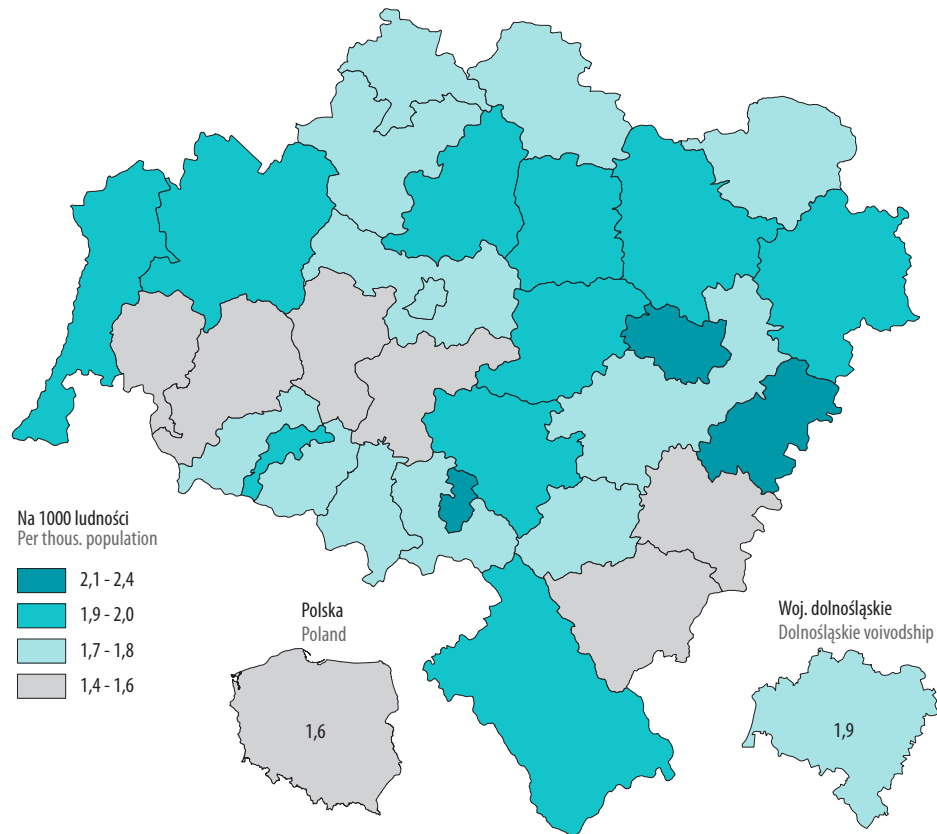 Na 1000 ludności
Per thous. population
2,1 - 2,4
1,9 - 2,0
1,7 - 1,8
1,4 - 1,6
Polska
Poland
1,6
Woj. dolnośląskie
Dolnośląskie voivodship
1,9